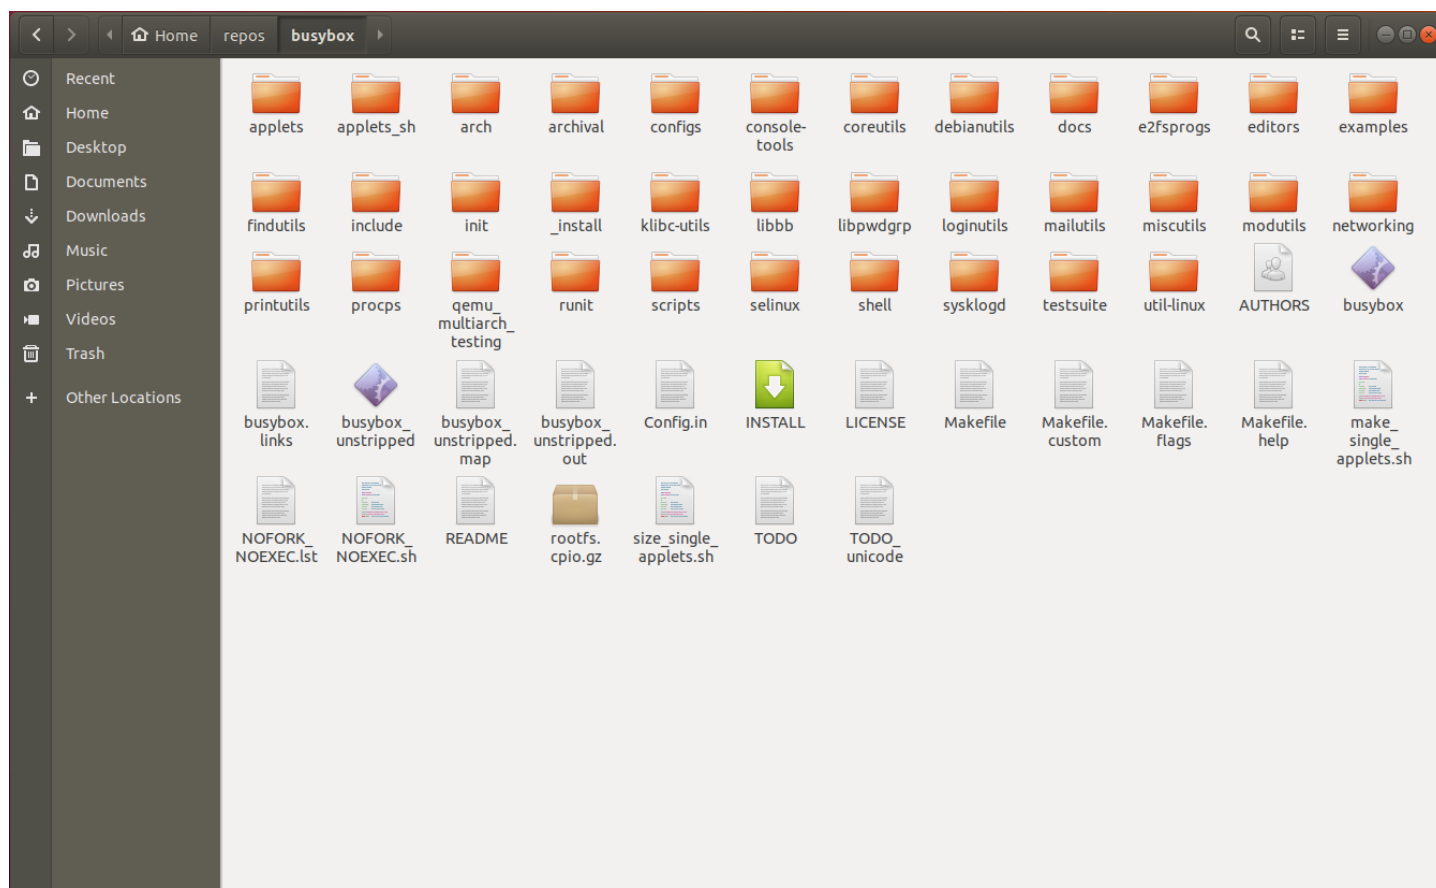 Home repos busybox
Recent
Home
Desktop
Documents
Downloads
Music
Pictures
Videos
Trash
Other Locations
applets applets_sh arch archival configs console- coreutils debianutils docs e2fsprogs editors examples
tools
findutils include init _install klibc-utils libbb libpwdgrp loginutils mailutils miscutils modutils networking
printutils procps qemu_ runit scripts selinux shell sysklogd testsuite util-linux AUTHORS busybox
multiarch_
testing
busybox. busybox_ busybox_ busybox_ Config.in INSTALL LICENSE Makefile Makefile. Makefile. Makefile. make_
links unstripped unstripped. unstripped. custom flags help single_
map out applets.sh
NOFORK_ NOFORK_ README rootfs. size_single_ TODO TODO_
NOEXEC.lst NOEXEC.sh cpio.gz applets.sh unicode